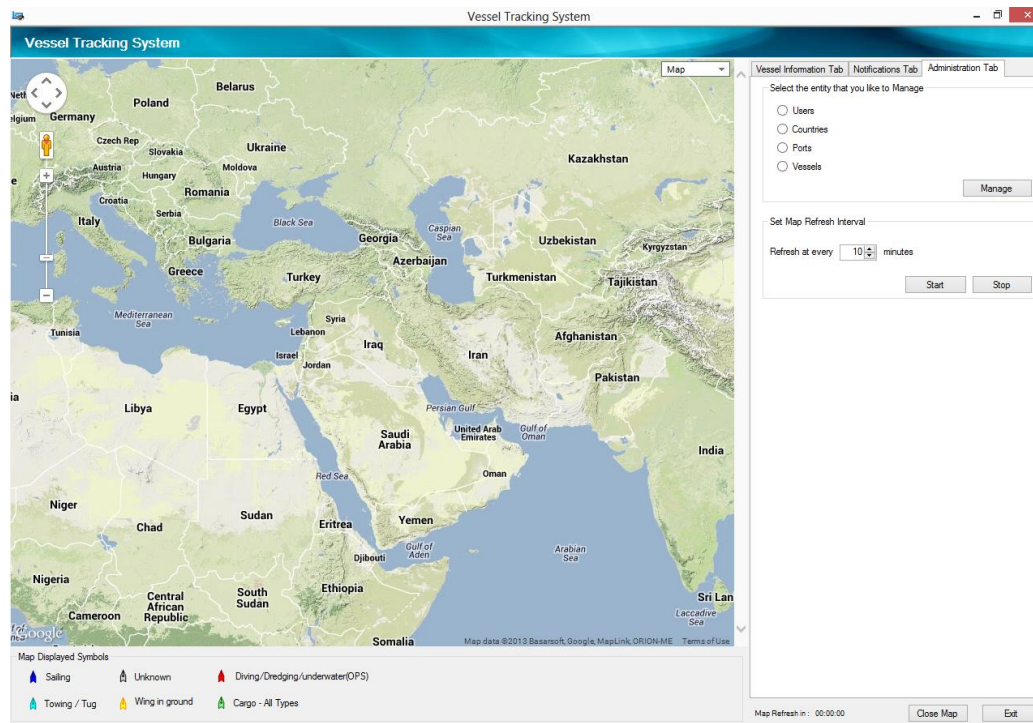 Vessel Tracking System
Vessel Tracking System
Map
Vessel Information Tab
Notifications Tab
Administration Tab
Select the entity that you like to Manage
Users
Countries
Ports
Vessels
Manage
Set Map Refresh Interval
Refresh at every 10 minutes
Start
Stop
Belarus
Poland
Germany
Czech Rep
Slovakia
Ukraine
Kazakhstan
Austria
Hungary
Moldova
Romania
Croatia
Serbia
Italy
Black Sea
Caspian
Sea
Bulgaria
Georgia
Uzbekistan
Kyrgyzstan
Azerbaijan
Greece
Turkey
Turkmenistan
Tajikistan
Mediterranean
Sea
Tunisia
Syria
Lebanon
Iraq
Afghanistan
Israel
Jordan
Iran
Pakistan
Libya
Egypt
Persian Gulf
Saudi
Arabia
United Arab
Emirates
Gulf of
Oman
India
Red Sea
Oman
Niger
Chad
Sudan
Eritrea
Yemen
Gulf of
Aden
Djibouti
Arabian
Sea
Nigeria
Central
African
Republic
South
Sudan
Ethiopia
Sri Lan
Cameroon
Laccadive
Sea
Google
Somalia
Map data ©2013 Basarsoft, Google, MapLink, ORION-ME
Terms of Use
Map Displayed Symbols
Sailing
Unknown
Diving/Dredging/underwater(OPS)
Towing / Tug
Wing in ground
Cargo - All Types
Map Refresh in : 00:00:00
Close Map
Exit